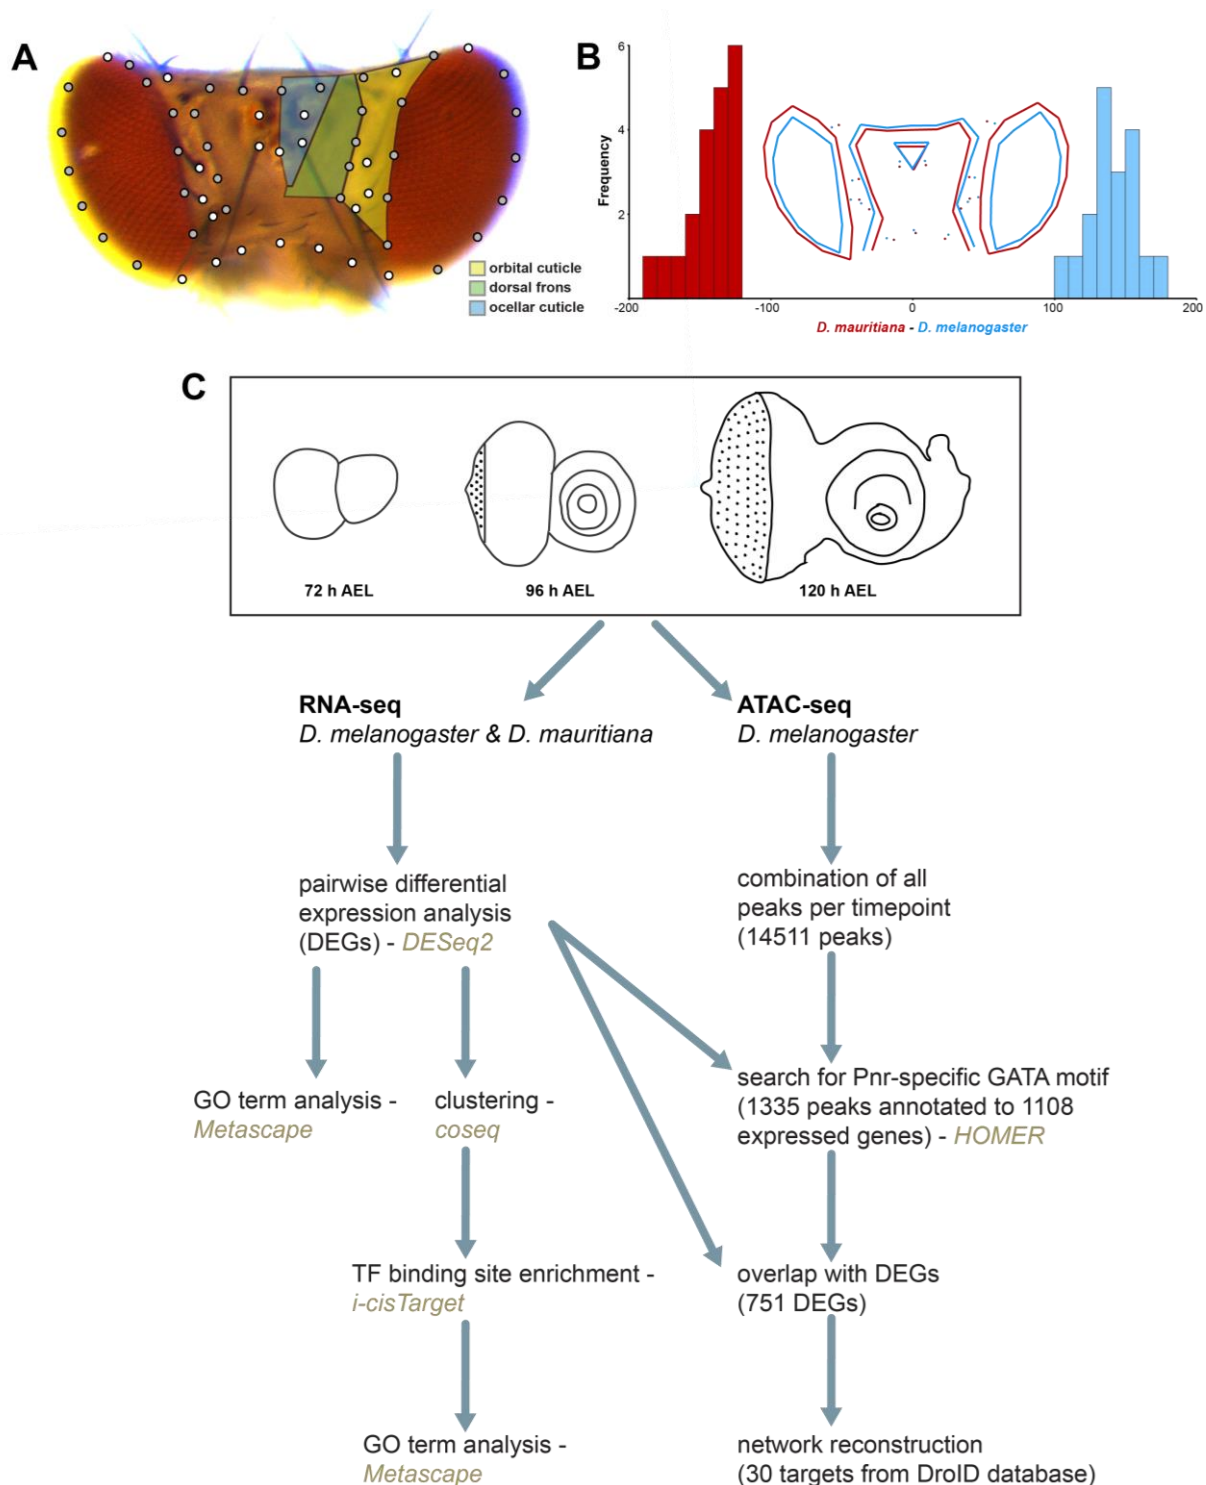 A
orbital cuticle
dorsal frons
ocellar cuticle
B
Frequency
6
4
2
-200
-100
0
100
200
D. mauritiana - D. melanogaster
C
72 h AEL
96 h AEL
120 h AEL
RNA-seq
D. melanogaster & D. mauritiana
ATAC-seq
D. melanogaster
pairwise differential
expression analysis
(DEGs) - DESeq2
combination of all
peaks per timepoint
(14511 peaks)
GO term analysis -
Metascape
clustering -
coseq
search for Pnr-specific GATA motif
(1335 peaks annotated to 1108
expressed genes) - HOMER
TF binding site enrichment -
i-cisTarget
overlap with DEGs
(751 DEGs)
GO term analysis -
Metascape
network reconstruction
(30 targets from DroID database)